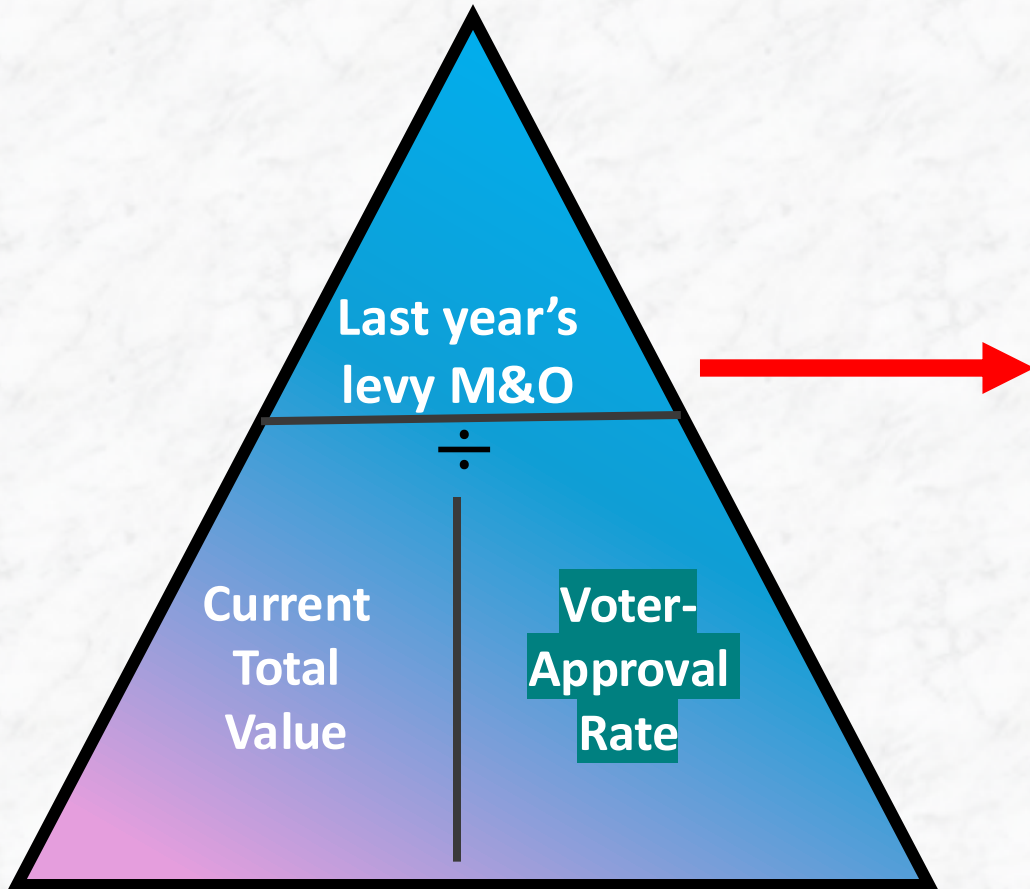 Last year’s
levy M&O
÷
Current
Total
Value
Voter-
Approval
Rate